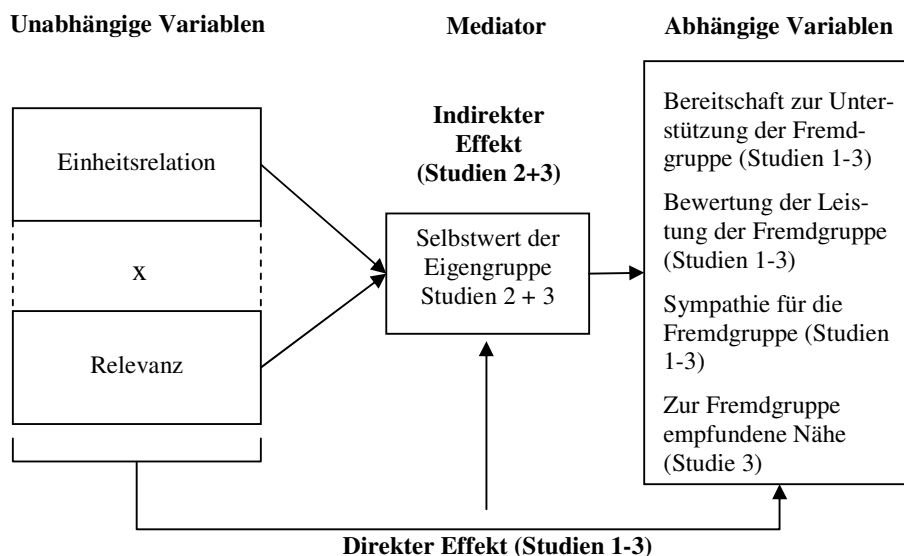 Unabhängige Variablen
Mediator
Abhängige Variablen
Einheitsrelation
x
Relevanz
Indirekter
Effekt
(Studien 2+3)
Selbstwert der
Eigengruppe
Studien 2 + 3
Bereitschaft zur Unter-
stützung der Fremd-
gruppe (Studien 1-3)
Bewertung der Leis-
tung der Fremdgruppe
(Studien 1-3)
Sympathie für die
Fremdgruppe (Studien
1-3)
Zur Fremdgruppe
empfundene Nähe
(Studie 3)
Direkter Effekt (Studien 1-3)